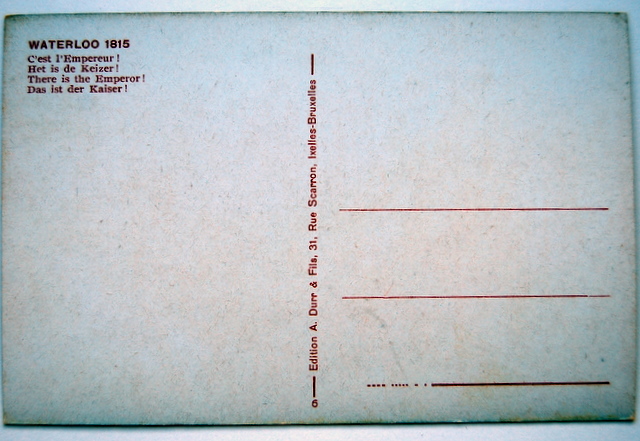 WATERLOO 1815
C'est l'Empereur !
Het is de Keizer !
There is the Emperor !
Das ist der Kaiser !
Edition A. Durr & Fils, 31, Rue Scarron, Ixelles-Bruxelles
6